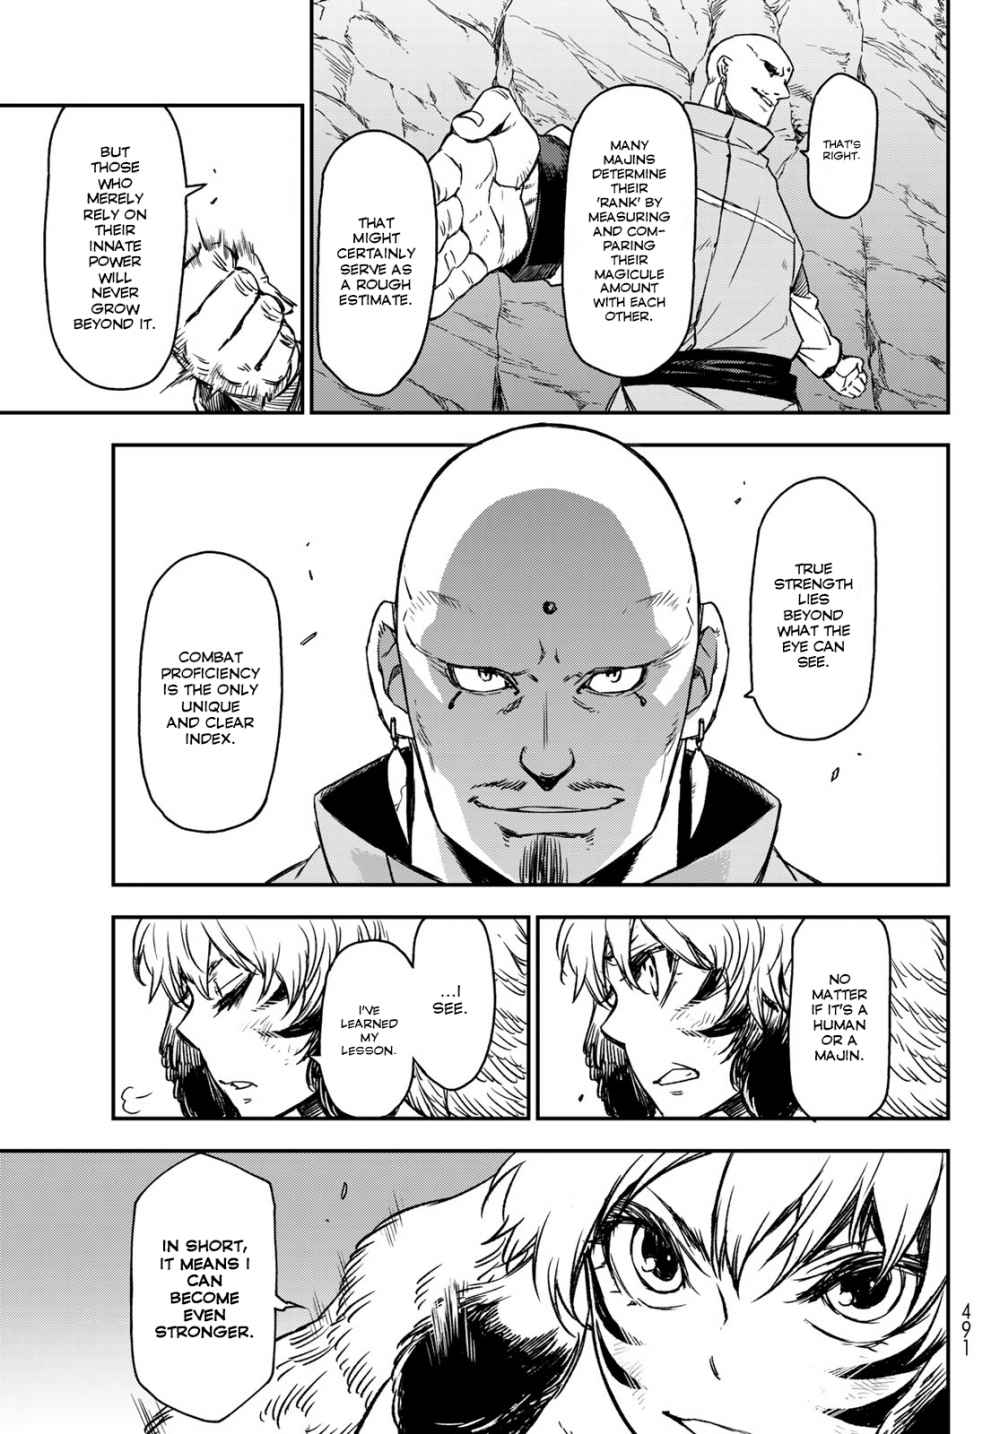 THAT'S
RIGHT.
MANY
MAJINS
DETERMINE
THEIR
'RANK' BY
MEASURING
AND COM-
PARING
THEIR
MAGICULE
AMOUNT
WITH EACH
OTHER.
THAT
MIGHT
CERTAINLY
SERVE AS
A ROUGH
ESTIMATE.
BUT
THOSE
WHO
MERELY
RELY ON
THEIR
INNATE
POWER
WILL
NEVER
GROW
BEYOND IT.
TRUE
STRENGTH
LIES
BEYOND
WHAT THE
EYE CAN
SEE.
COMBAT
PROFICIENCY
IS THE ONLY
UNIQUE
AND CLEAR
INDEX.
NO
MATTER
IF IT'S A
HUMAN
OR A
MAJIN.
...I
SEE.
I'VE
LEARNED
MY
LESSON.
IN SHORT,
IT MEANS I
CAN
BECOME
EVEN
STRONGER.
491